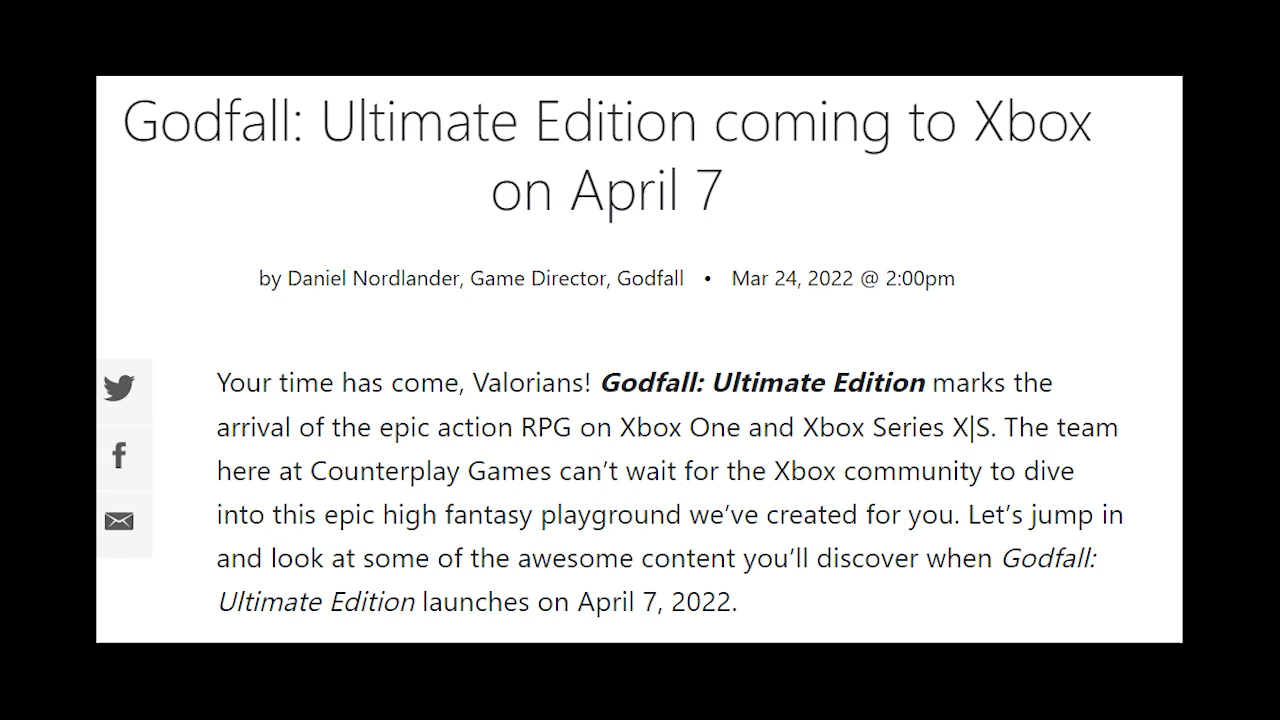 Godfall: Ultimate Edition coming to Xbox
on April 7
by Daniel Nordlander, Game Director, Godfall • Mar 24, 2022 @ 2:00pm
Your time has come, Valorians! Godfall: Ultimate Edition marks the
arrival of the epic action RPG on Xbox One and Xbox Series X|S. The team
here at Counterplay Games can’t wait for the Xbox community to dive
into this epic high fantasy playground we’ve created for you. Let’s jump in
and look at some of the awesome content you’ll discover when Godfall:
Ultimate Edition launches on April 7, 2022.